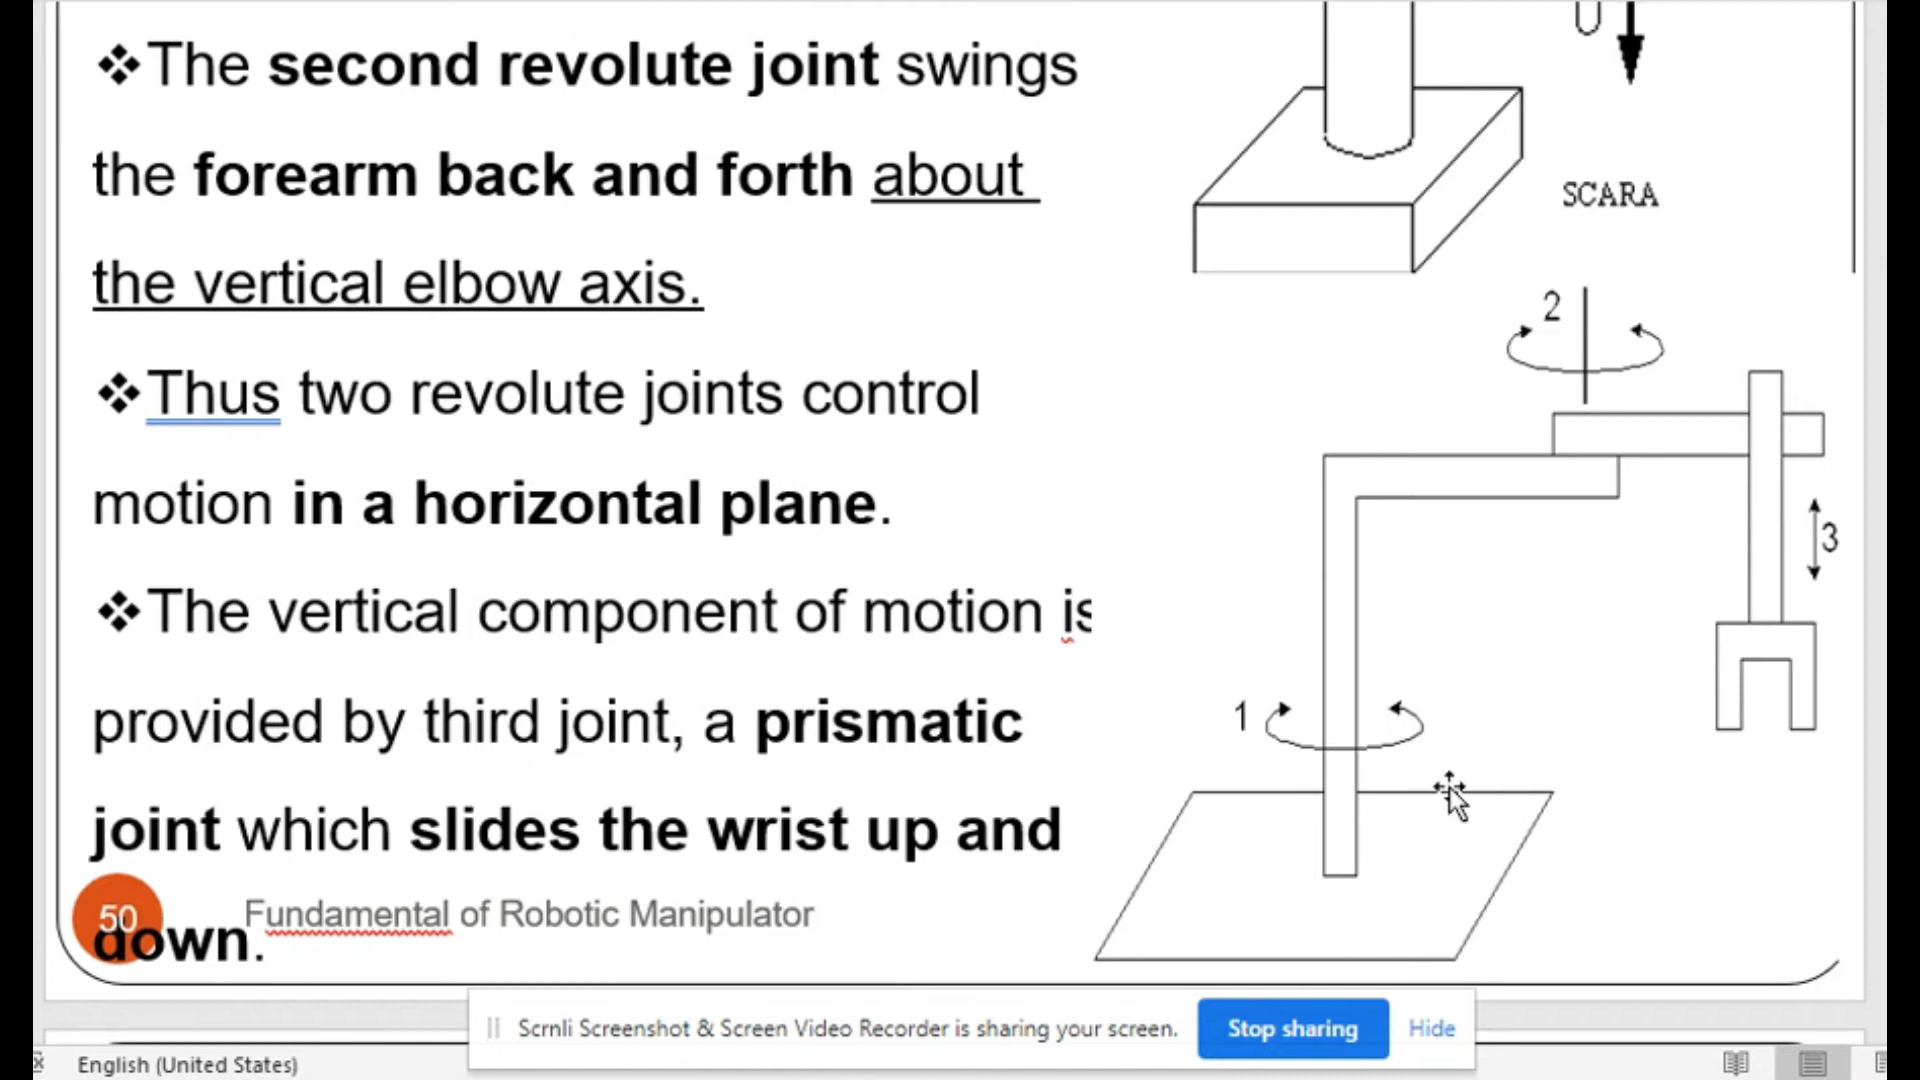 ❖The second revolute joint swings
the forearm back and forth about
the vertical elbow axis.
❖Thus two revolute joints control
motion in a horizontal plane.
❖The vertical component of motion is
provided by third joint, a prismatic
joint which slides the wrist up and
down.
SCARA
2
3
1
50
Fundamental of Robotic Manipulator
Scrnli Screenshot & Screen Video Recorder is sharing your screen.
Stop sharing
Hide
English (United States)